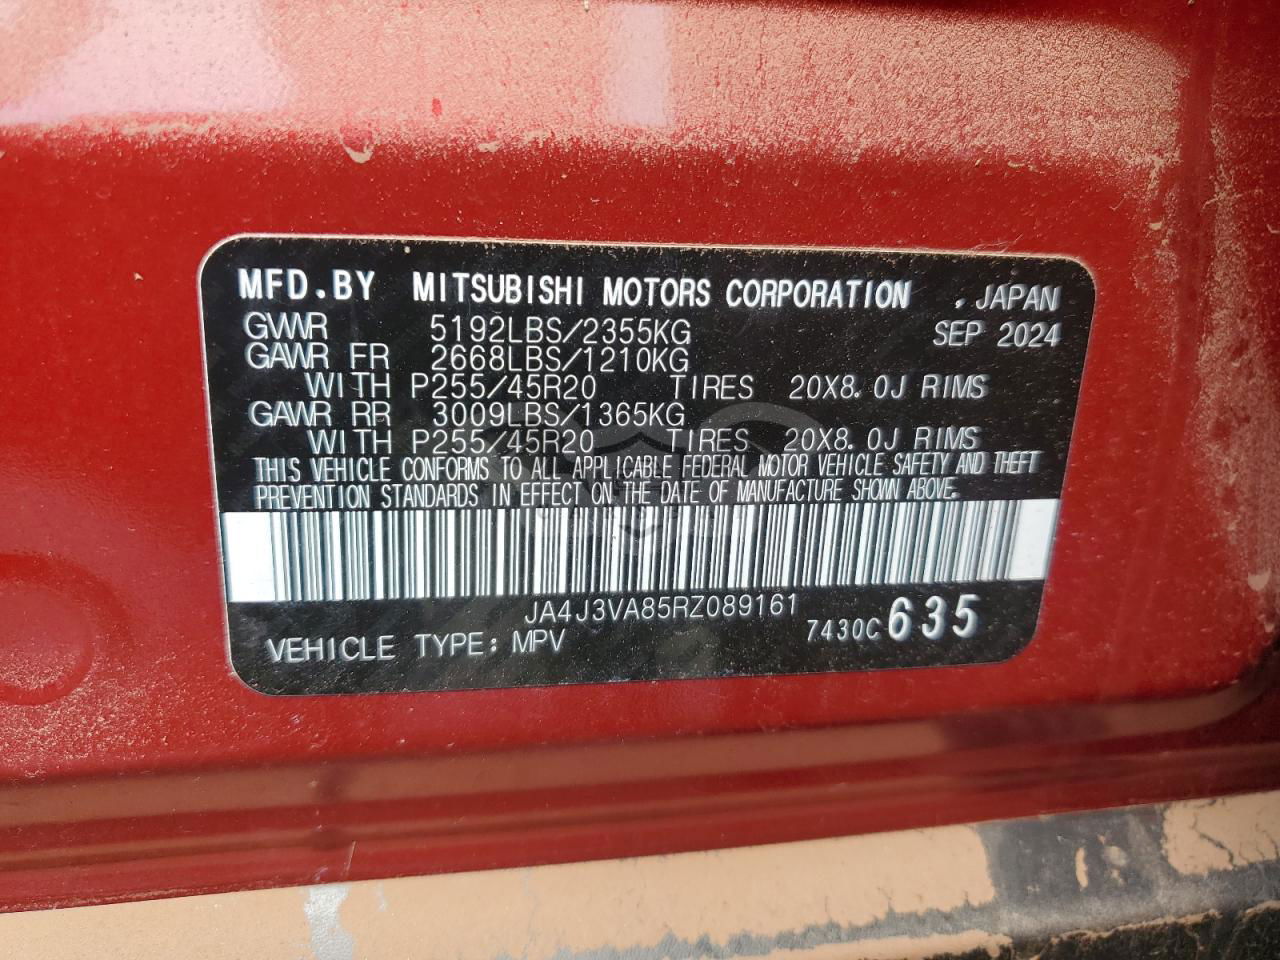 MFD.BY MITSUBISHI MOTORS CORPORATION , JAPAN
GVWR 5192LBS/2355KG SEP 2024
GAWR FR 2668LBS/1210KG
WITH P255/45R20 TIRES 20X8.0J RIMS
GAWR RR 3009LBS/1365KG
WITH P255/45R20 TIRES 20X8.0J RIMS
THIS VEHICLE CONFORMS TO ALL APPLICABLE FEDERAL MOTOR VEHICLE SAFETY AND THEFT
PREVENTION STANDARDS IN EFFECT ON THE DATE OF MANUFACTURE SHOWN ABOVE.
JA4J3VA85RZ089161
VEHICLE TYPE: MPV 7430C 635